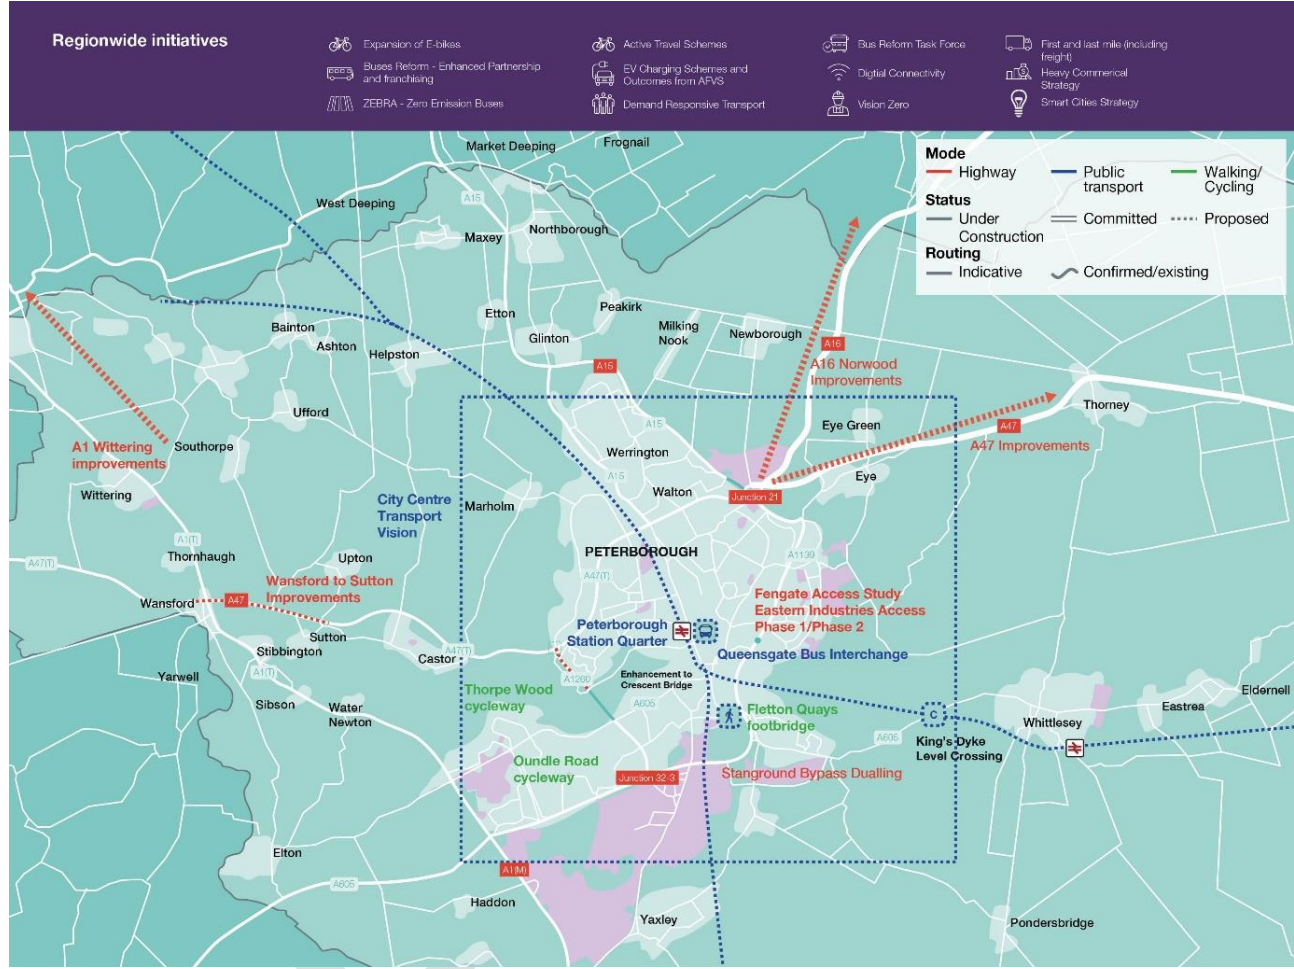 Regionwide initiatives
Expansion of E-bikes
Buses Reform - Enhanced Partnership
and franchising
ZEBRA - Zero Emission Buses
Active Travel Schemes
EV Charging Schemes and
Outcomes from AFVS
Demand Responsive Transport
Bus Reform Task Force
Digtial Connectivity
Vision Zero
First and last mile (including
freight)
Heavy Commerical
Strategy
Smart Cities Strategy
Mode
Highway
Public
transport
Walking/
Cycling
Status
Under
Construction
Committed
Proposed
Routing
Indicative
Confirmed/existing
Market Deeping
Frognail
West Deeping
A15
Maxey
Northborough
Bainton
Ashton
Helpston
Etton
Glinton
Peakirk
Milking
Nook
Newborough
A15
A16
A16 Norwood
Improvements
Thorney
Ufford
A1 Wittering
improvements
Southorpe
Wittering
A15
Werrington
A15
Walton
Eye Green
A47
A47 Improvements
Eye
Junction 21
City Centre
Transport
Vision
Marholm
A1(T)
Thornhaugh
A47(T)
Upton
PETERBOROUGH
A1139
A47(T)
Wansford to Sutton
Improvements
Wansford
A47
Sutton
Stibbington
Castor
A47(T)
Fengate Access Study
Eastern Industries Access
Phase 1/Phase 2
Peterborough
Station Quarter
Queensgate Bus Interchange
Yarwell
A1(T)
Sibson
Water
Newton
A1260
Enhancement to
Crescent Bridge
A605
Thorpe Wood
cycleway
Fletton Quays
footbridge
C
King's Dyke
Level Crossing
A605
Whittlesey
Eastrea
Eldernell
Oundle Road
cycleway
Junction 32-3
Stanground Bypass Dualling
Elton
A605
A1(M)
Haddon
Yaxley
Pondersbridge